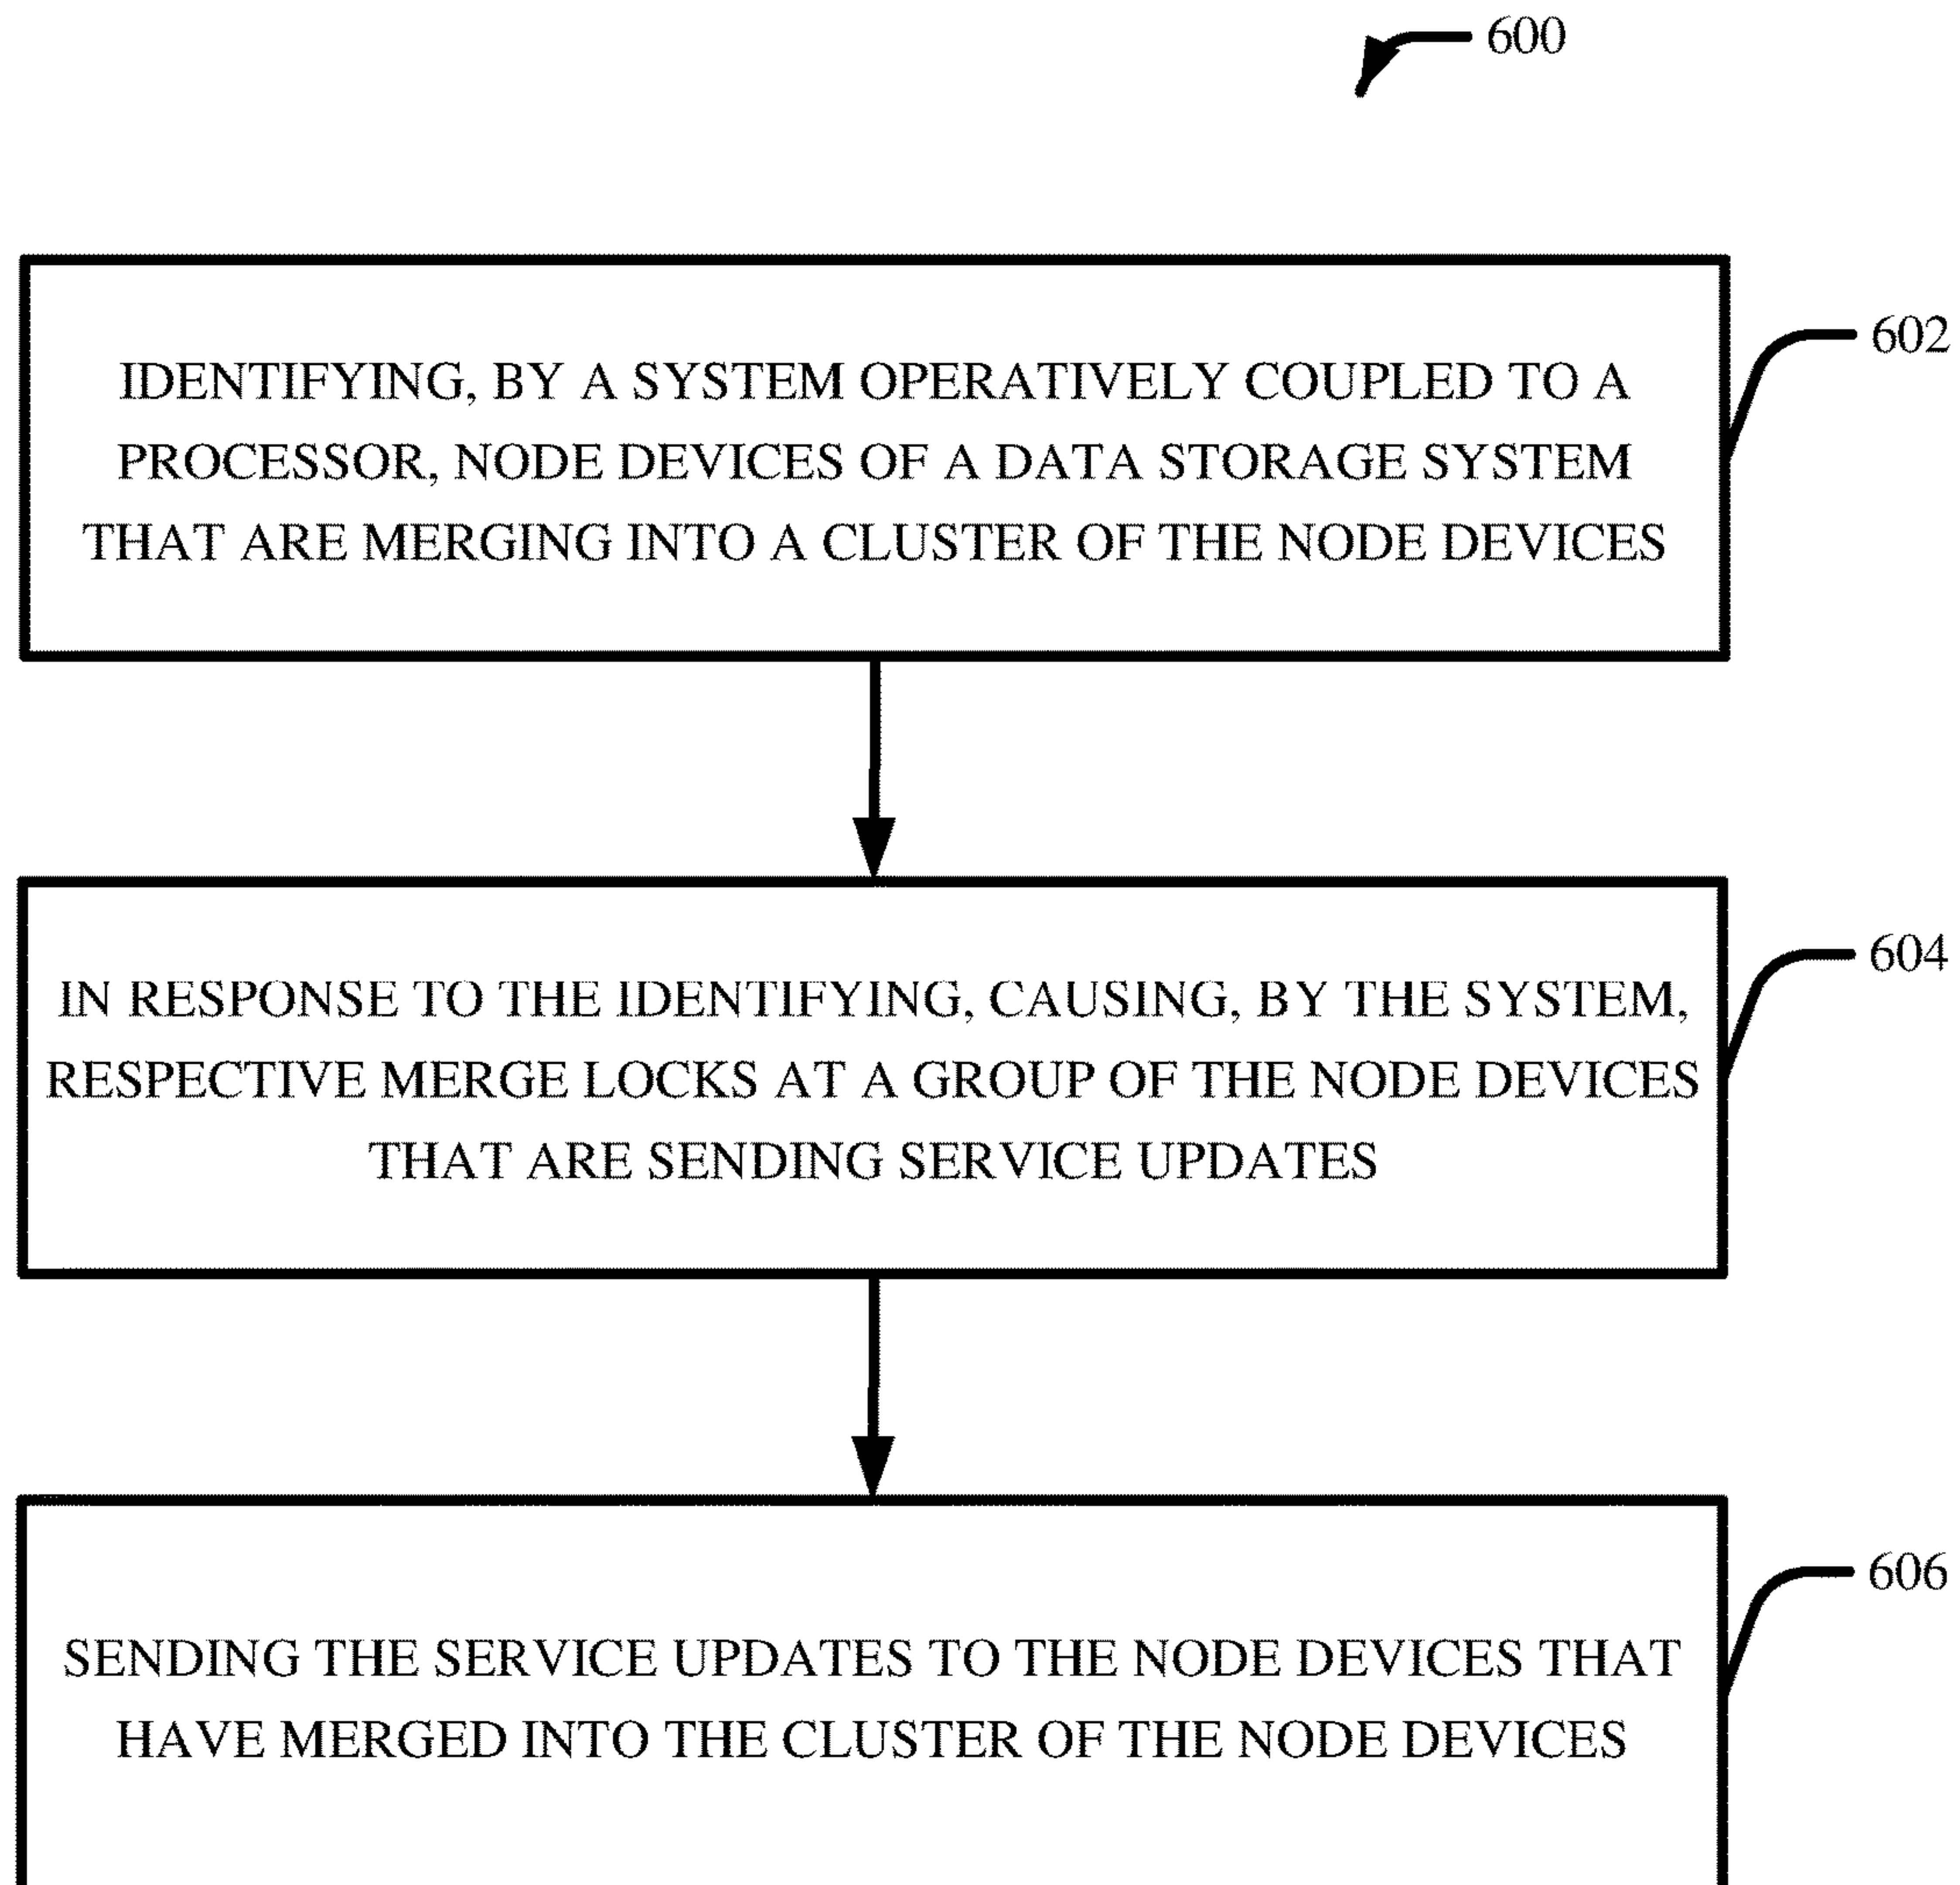 600
602
IDENTIFYING, BY A SYSTEM OPERATIVELY COUPLED TO A
PROCESSOR, NODE DEVICES OF A DATA STORAGE SYSTEM
THAT ARE MERGING INTO A CLUSTER OF THE NODE DEVICES
604
IN RESPONSE TO THE IDENTIFYING, CAUSING, BY THE SYSTEM,
RESPECTIVE MERGE LOCKS AT A GROUP OF THE NODE DEVICES
THAT ARE SENDING SERVICE UPDATES
606
SENDING THE SERVICE UPDATES TO THE NODE DEVICES THAT
HAVE MERGED INTO THE CLUSTER OF THE NODE DEVICES